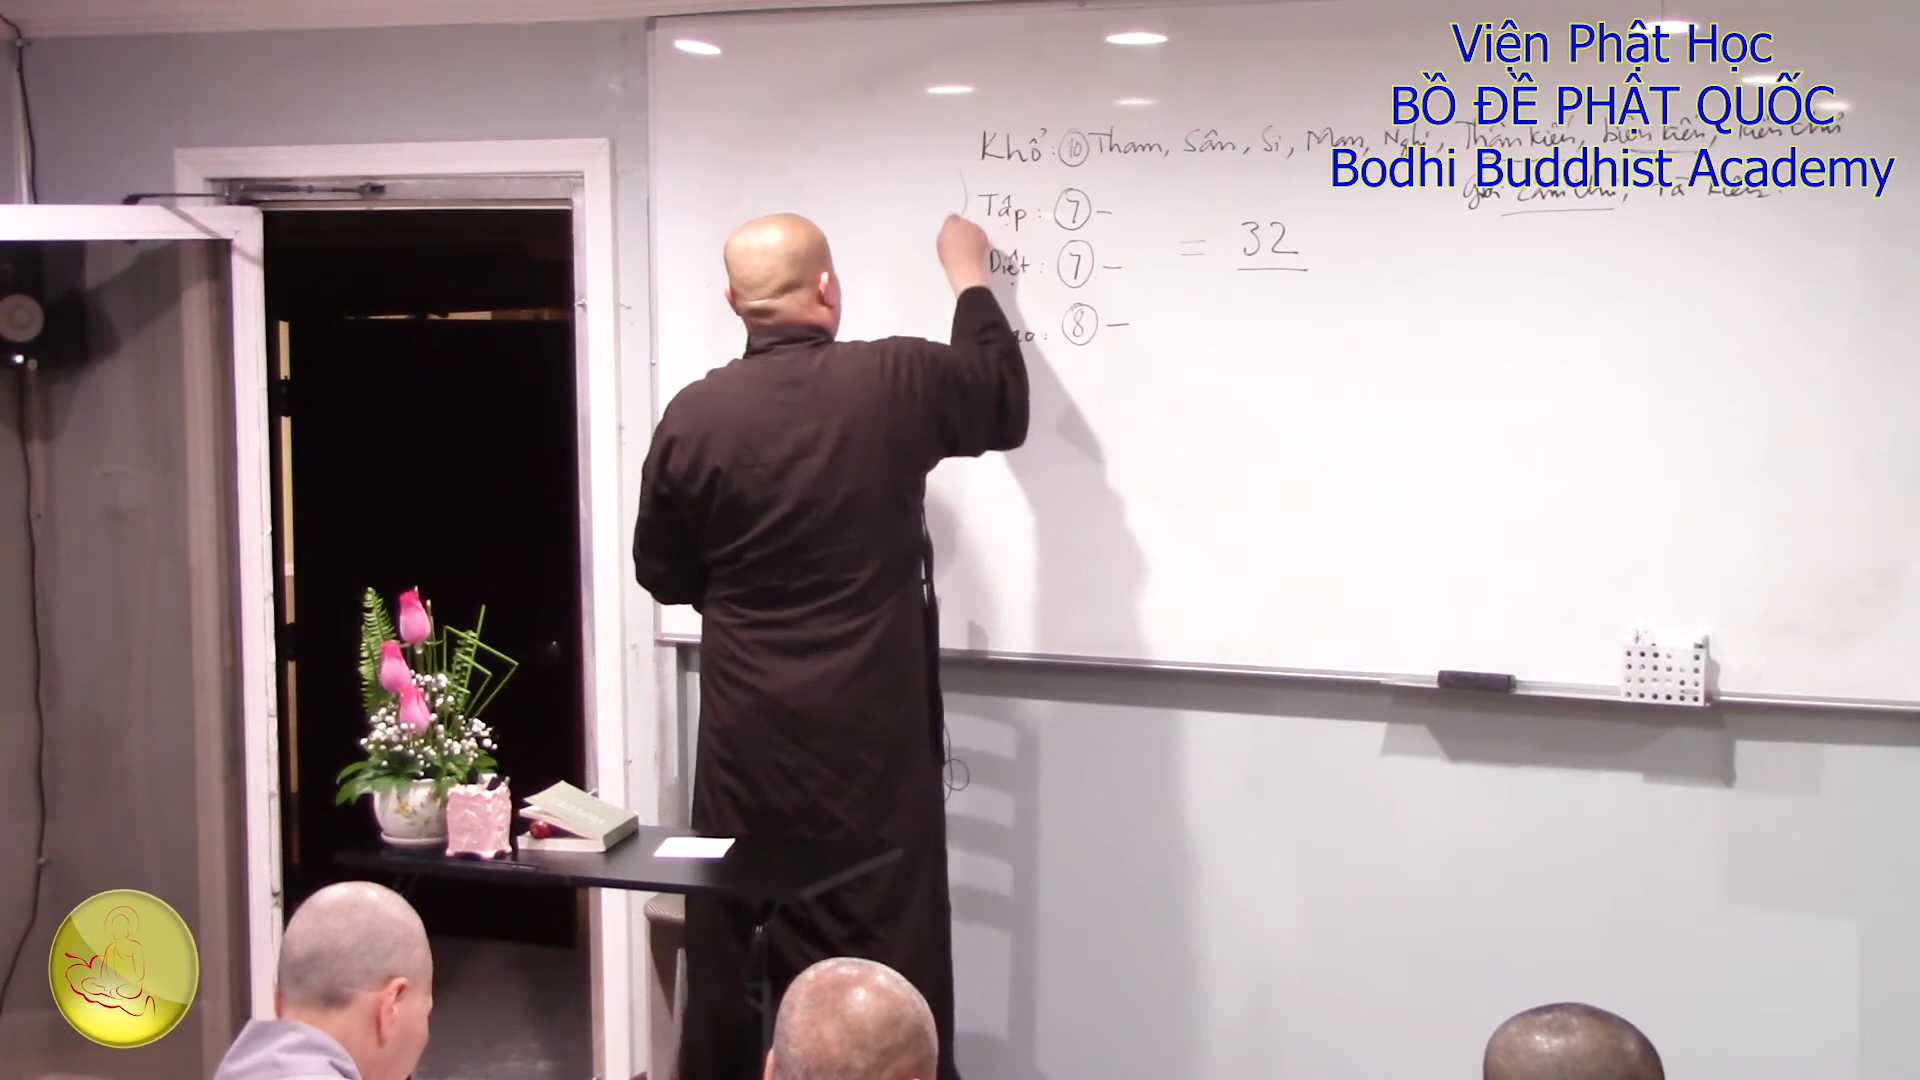 Viện Phật Học
BỒ ĐỀ PHẬT QUỐC
Bodhi Buddhist Academy
Khổ: 10 Tham, Sân, Si, Mạn, Nghi, Thân kiến, biên kiến,
Tập: 7 –
Diệt: 7 –
8 –
= 32